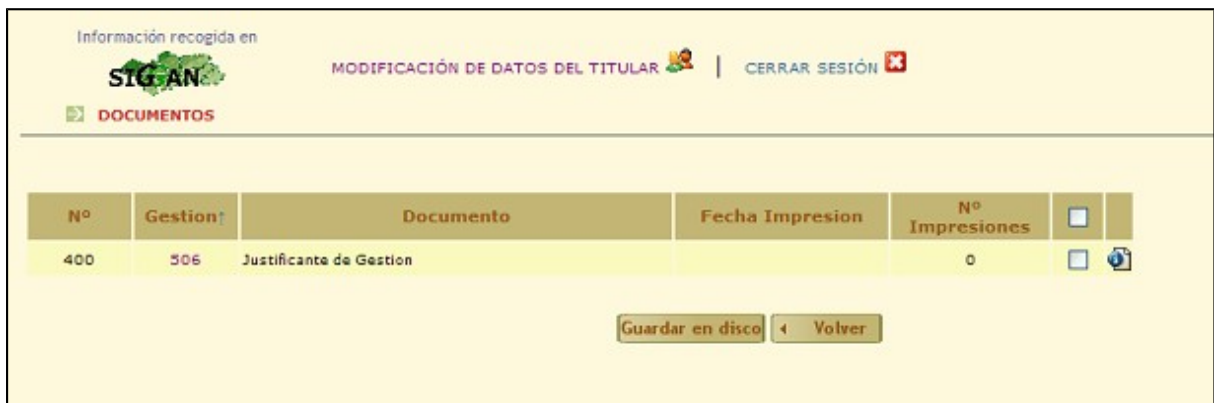 Información recogida en
SIGGAN
MODIFICACIÓN DE DATOS DEL TITULAR | CERRAR SESIÓN
DOCUMENTOS
Nº Gestion↑ Documento Fecha Impresion Nº Impresiones
400 506 Justificante de Gestion 0
Guardar en disco Volver